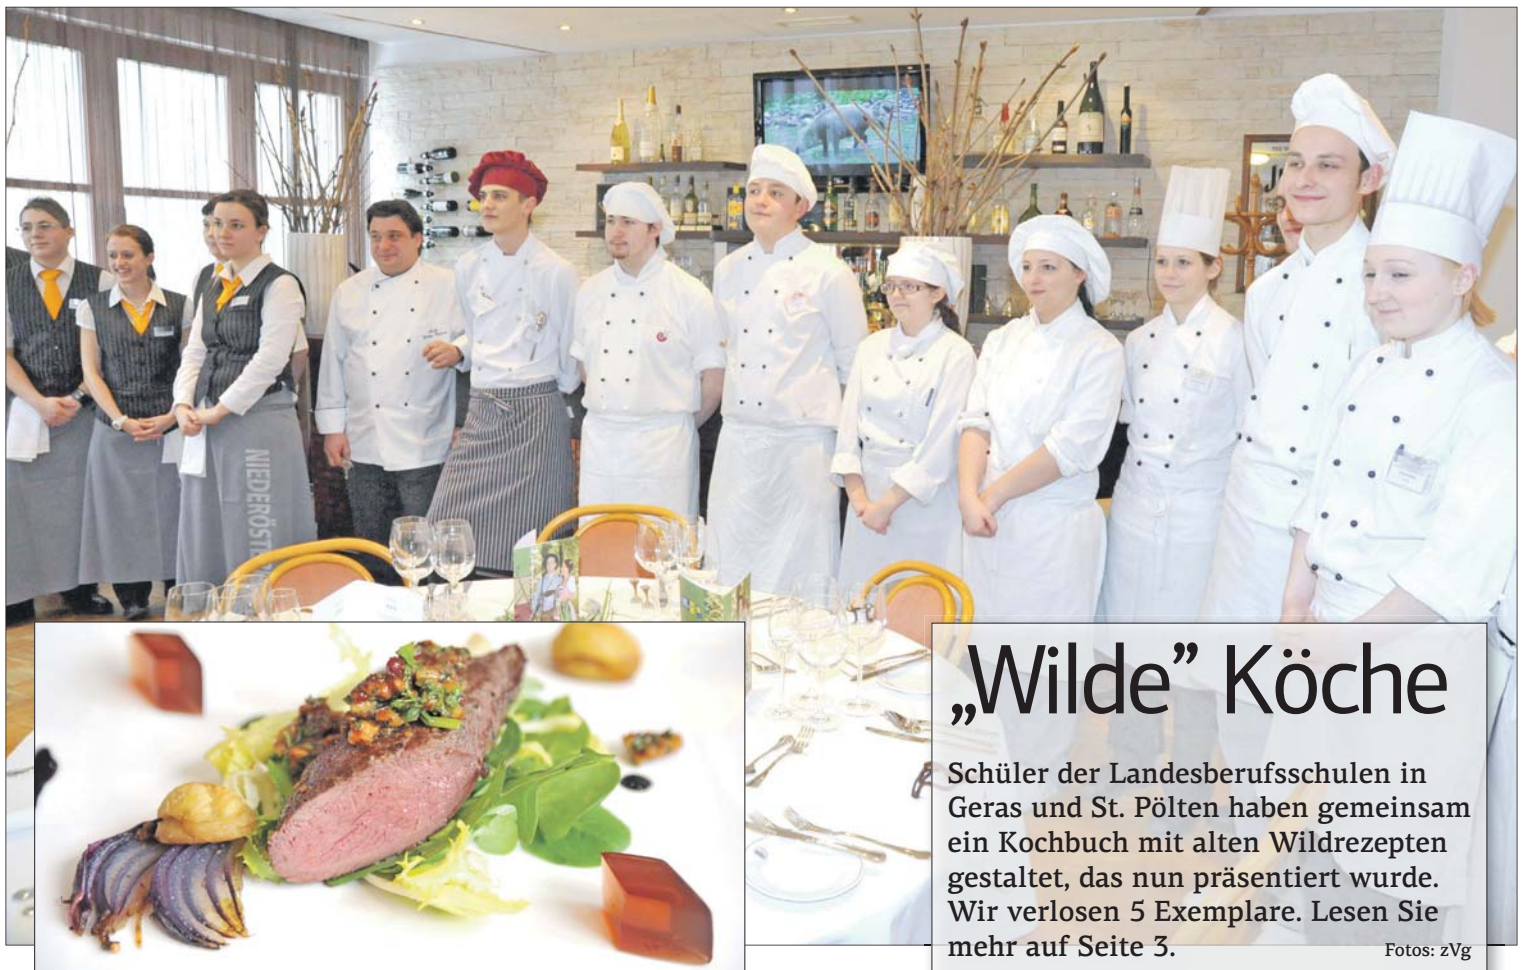 NIEDERÖST
„Wilde” Köche
Schüler der Landesberufsschulen in
Geras und St. Pölten haben gemeinsam
ein Kochbuch mit alten Wildrezepten
gestaltet, das nun präsentiert wurde.
Wir verlosen 5 Exemplare. Lesen Sie
mehr auf Seite 3.
Fotos: zVg